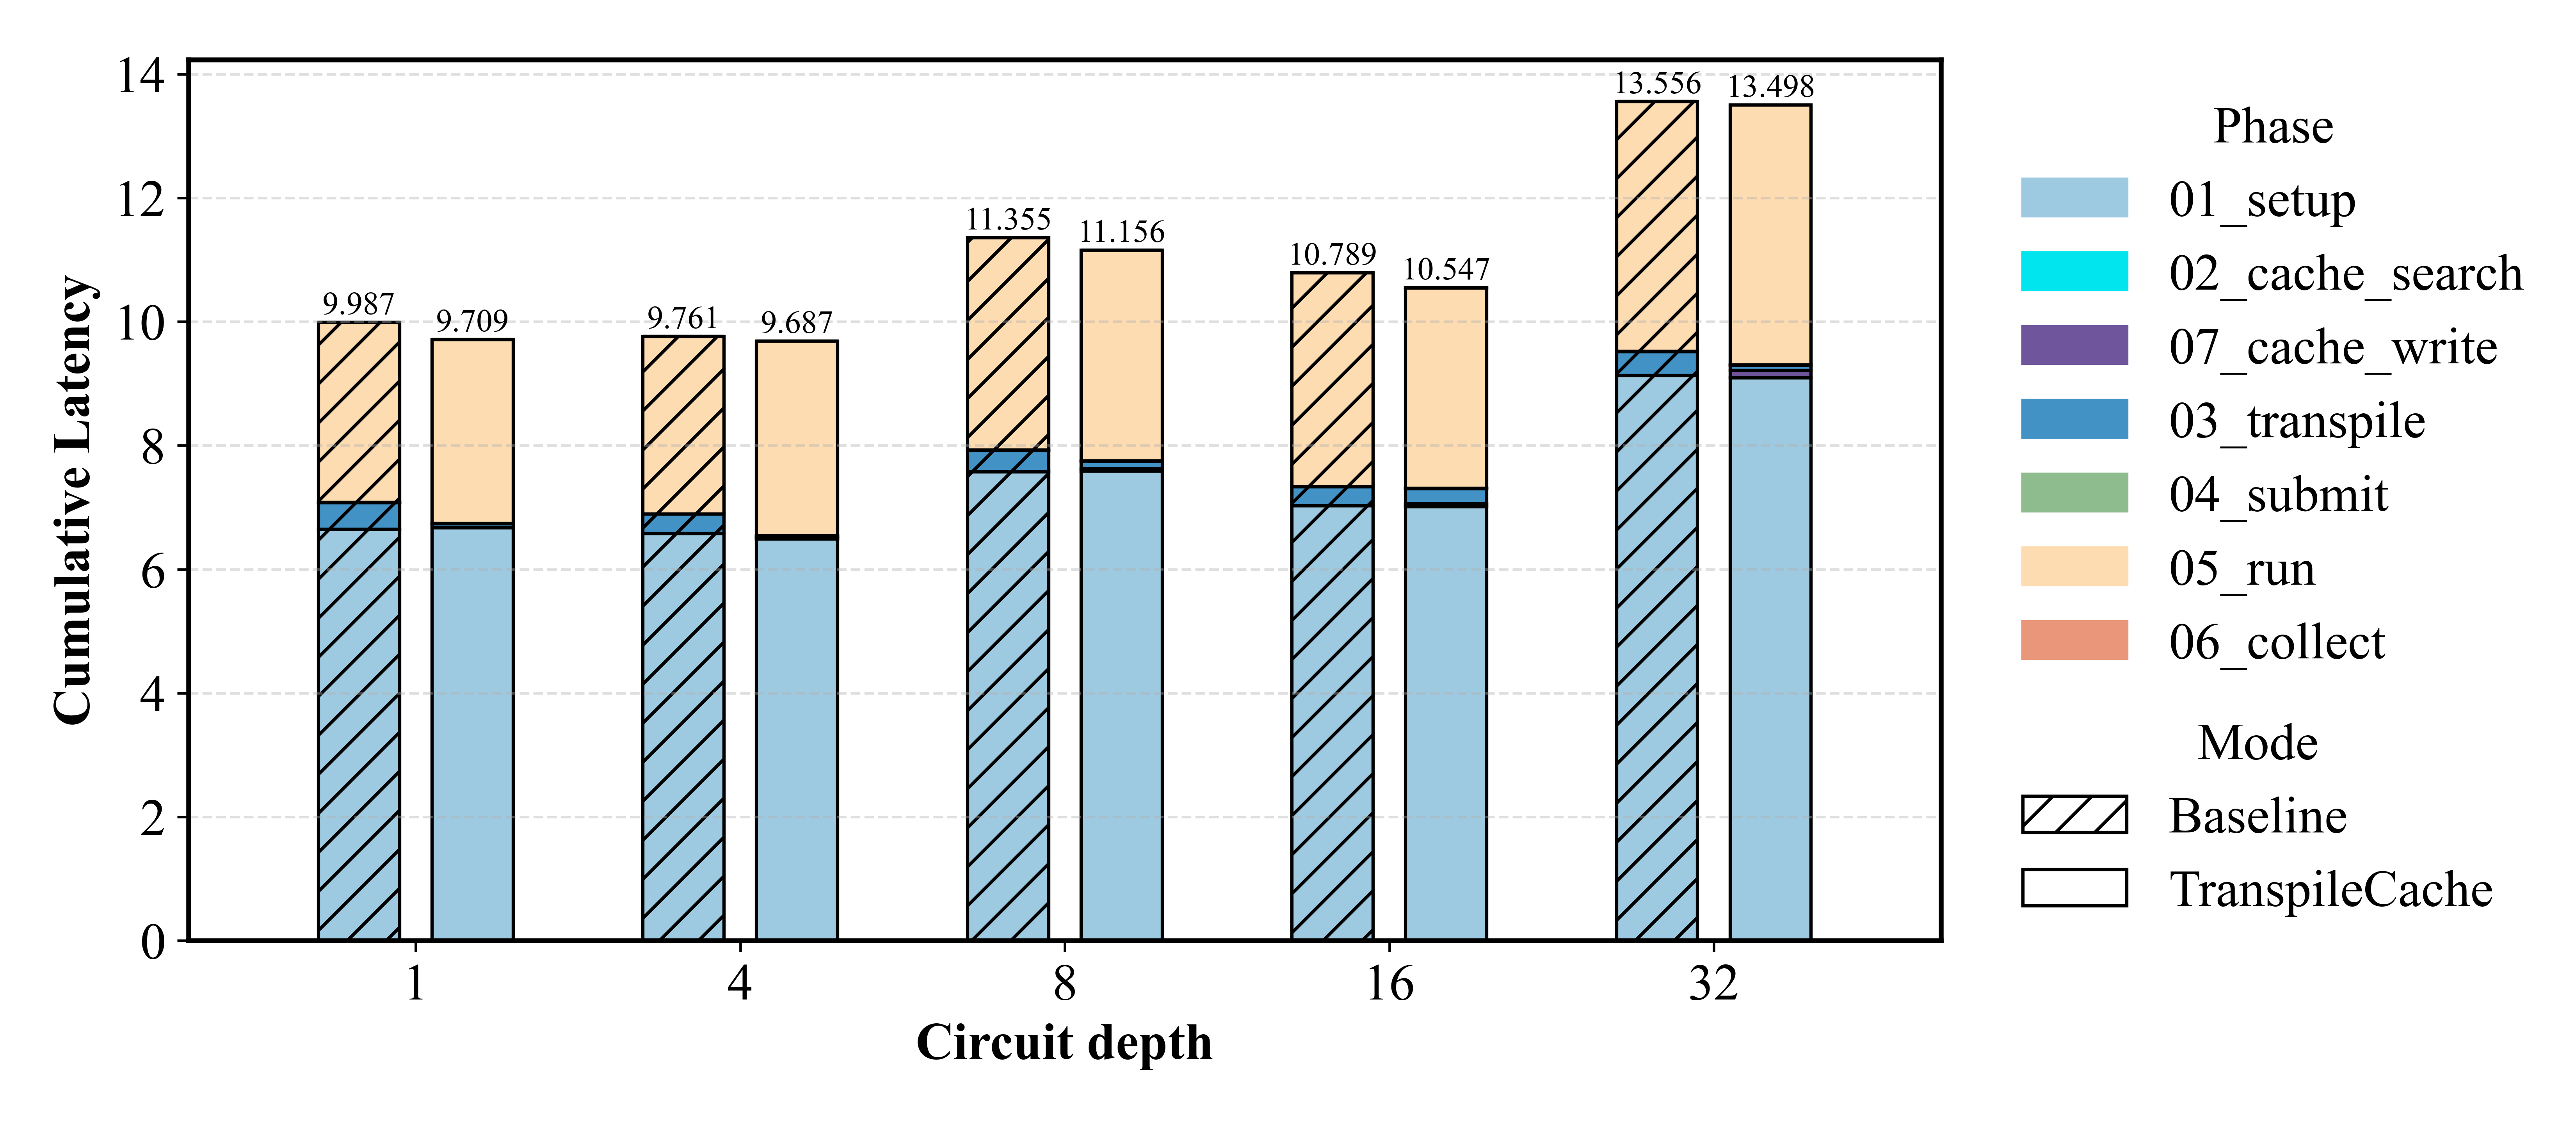 14
12
10
8
6
4
2
0
Cumulative Latency
9.987
9.709
9.761
9.687
11.355
11.156
10.789
10.547
13.556
13.498
1
4
8
16
32
Circuit depth
Phase
01_setup
02_cache_search
07_cache_write
03_transpile
04_submit
05_run
06_collect
Mode
Baseline
TranspileCache